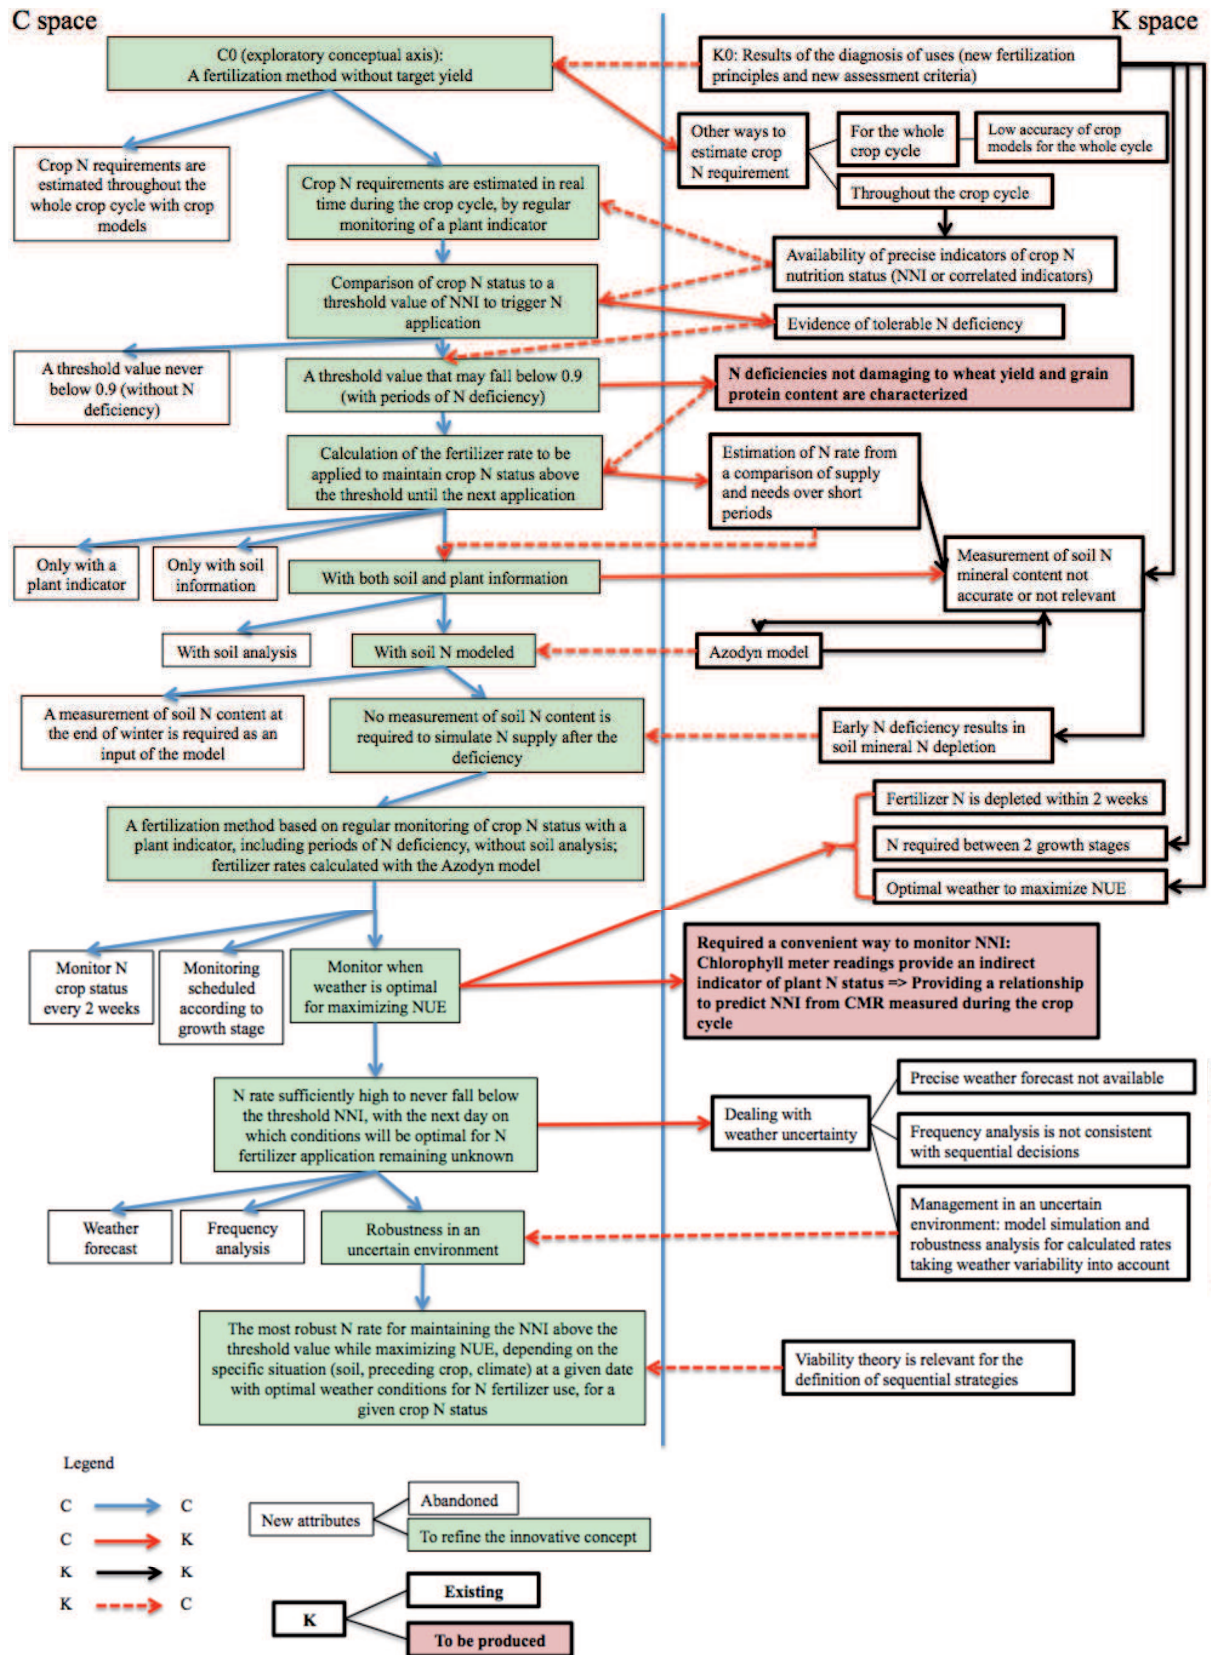 C space
K space
C0 (exploratory conceptual axis):
A fertilization method without target yield
K0: Results of the diagnosis of uses (new fertilization
principles and new assessment criteria)
Other ways to
estimate crop
N requirement
For the whole
crop cycle
Low accuracy of crop
models for the whole cycle
Throughout the crop cycle
Crop N requirements are
estimated throughout the
whole crop cycle with crop
models
Crop N requirements are estimated in real
time during the crop cycle, by regular
monitoring of a plant indicator
Availability of precise indicators of crop N
nutrition status (NNI or correlated indicators)
Comparison of crop N status to a
threshold value of NNI to trigger N
application
Evidence of tolerable N deficiency
A threshold value never
below 0.9 (without N
deficiency)
A threshold value that may fall below 0.9
(with periods of N deficiency)
N deficiencies not damaging to wheat yield and grain
protein content are characterized
Calculation of the fertilizer rate to be
applied to maintain crop N status above
the threshold until the next application
Estimation of N rate from
a comparison of supply
and needs over short
periods
Only with a
plant indicator
Only with soil
information
With both soil and plant information
Measurement of soil N
mineral content not
accurate or not relevant
With soil analysis
With soil N modeled
Azodyn model
A measurement of soil N content at
the end of winter is required as an
input of the model
No measurement of soil N content is
required to simulate N supply after the
deficiency
Early N deficiency results in
soil mineral N depletion
Fertilizer N is depleted within 2 weeks
N required between 2 growth stages
Optimal weather to maximize NUE
A fertilization method based on regular monitoring of crop N status with a
plant indicator, including periods of N deficiency, without soil analysis;
fertilizer rates calculated with the Azodyn model
Monitor N
crop status
every 2 weeks
Monitoring
scheduled
according to
growth stage
Monitor when
weather is optimal
for maximizing NUE
Required a convenient way to monitor NNI:
Chlorophyll meter readings provide an indirect
indicator of plant N status => Providing a relationship
to predict NNI from CMR measured during the crop
cycle
N rate sufficiently high to never fall below
the threshold NNI, with the next day on
which conditions will be optimal for N
fertilizer application remaining unknown
Dealing with
weather uncertainty
Precise weather forecast not available
Frequency analysis is not consistent
with sequential decisions
Management in an uncertain
environment: model simulation and
robustness analysis for calculated rates
taking weather variability into account
Weather
forecast
Frequency
analysis
Robustness in an
uncertain environment
The most robust N rate for maintaining the NNI above the
threshold value while maximizing NUE, depending on the
specific situation (soil, preceding crop, climate) at a given date
with optimal weather conditions for N fertilizer use, for a
given crop N status
Viability theory is relevant for the
definition of sequential strategies
Legend
C C
C K
K K
K C
New attributes
Abandoned
To refine the innovative concept
K
Existing
To be produced